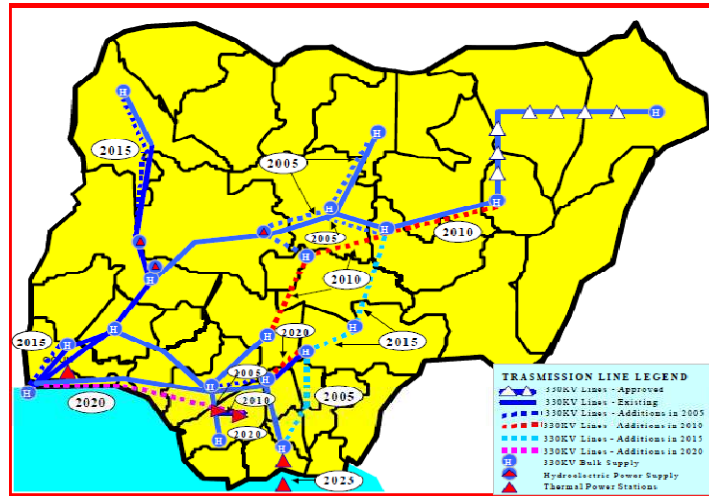 H
H
2015
2005
H
H
2005
H
H
2010
H
H
2010
H
H
H
2020
2015
2015
H
H
2005
2005
H
H
H
2010
2020
2020
H
H
2025
TRASMISSION LINE LEGEND
330KV Lines - Approved
330KV Lines - Existing
330KV Lines - Additions in 2005
330KV Lines - Additions in 2010
330KV Lines - Additions in 2015
330KV Lines - Additions in 2020
H 330KV Bulk Supply
Hydroelectric Power Supply
Thermal Power Stations